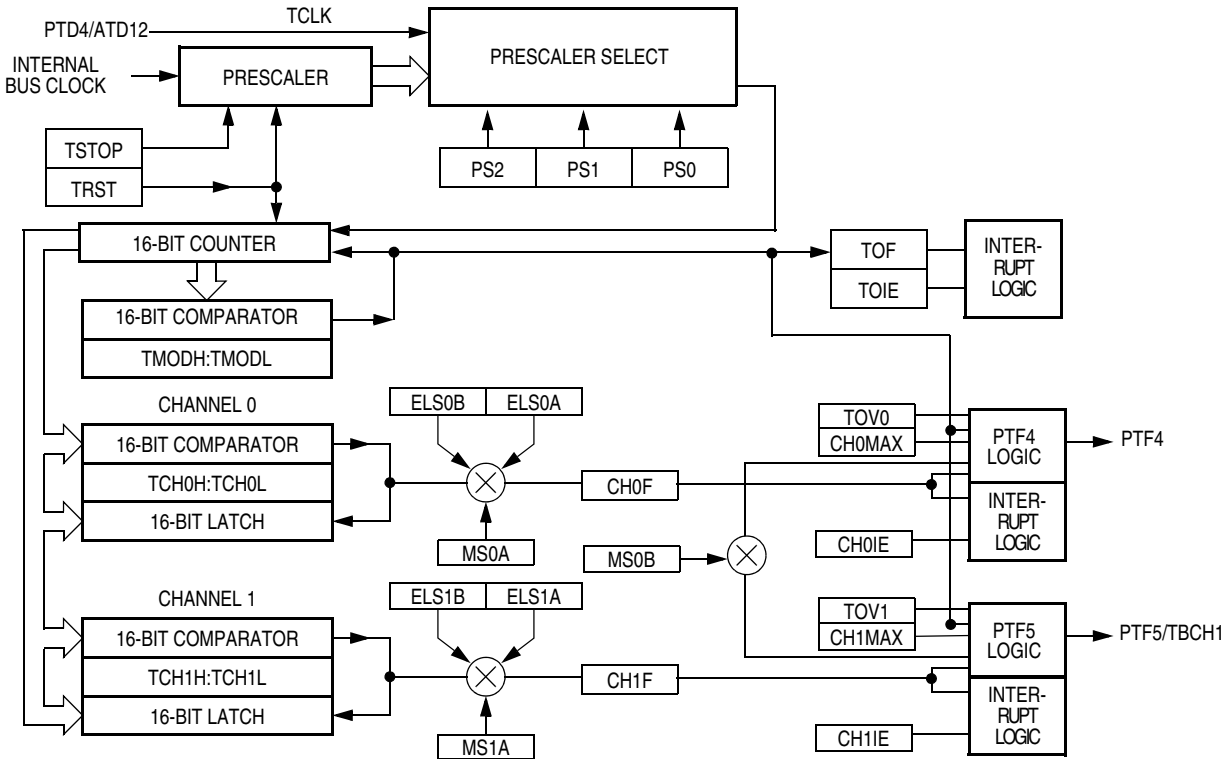 TCLK
PTD4/ATD12
PRESCALER SELECT
INTERNAL
BUS CLOCK
PRESCALER
TSTOP
TRST
PS2
PS1
PS0
16-BIT COUNTER
TOF
TOIE
INTER-
RUPT
LOGIC
16-BIT COMPARATOR
TMODH:TMODL
CHANNEL 0
ELS0B
ELS0A
TOV0
CH0MAX
PTF4
LOGIC
PTF4
16-BIT COMPARATOR
TCH0H:TCH0L
16-BIT LATCH
CH0F
INTER-
RUPT
LOGIC
MS0A
MS0B
CH0IE
CHANNEL 1
ELS1B
ELS1A
TOV1
CH1MAX
PTF5
LOGIC
PTF5/TBCH1
16-BIT COMPARATOR
TCH1H:TCH1L
16-BIT LATCH
CH1F
INTER-
RUPT
LOGIC
MS1A
CH1IE